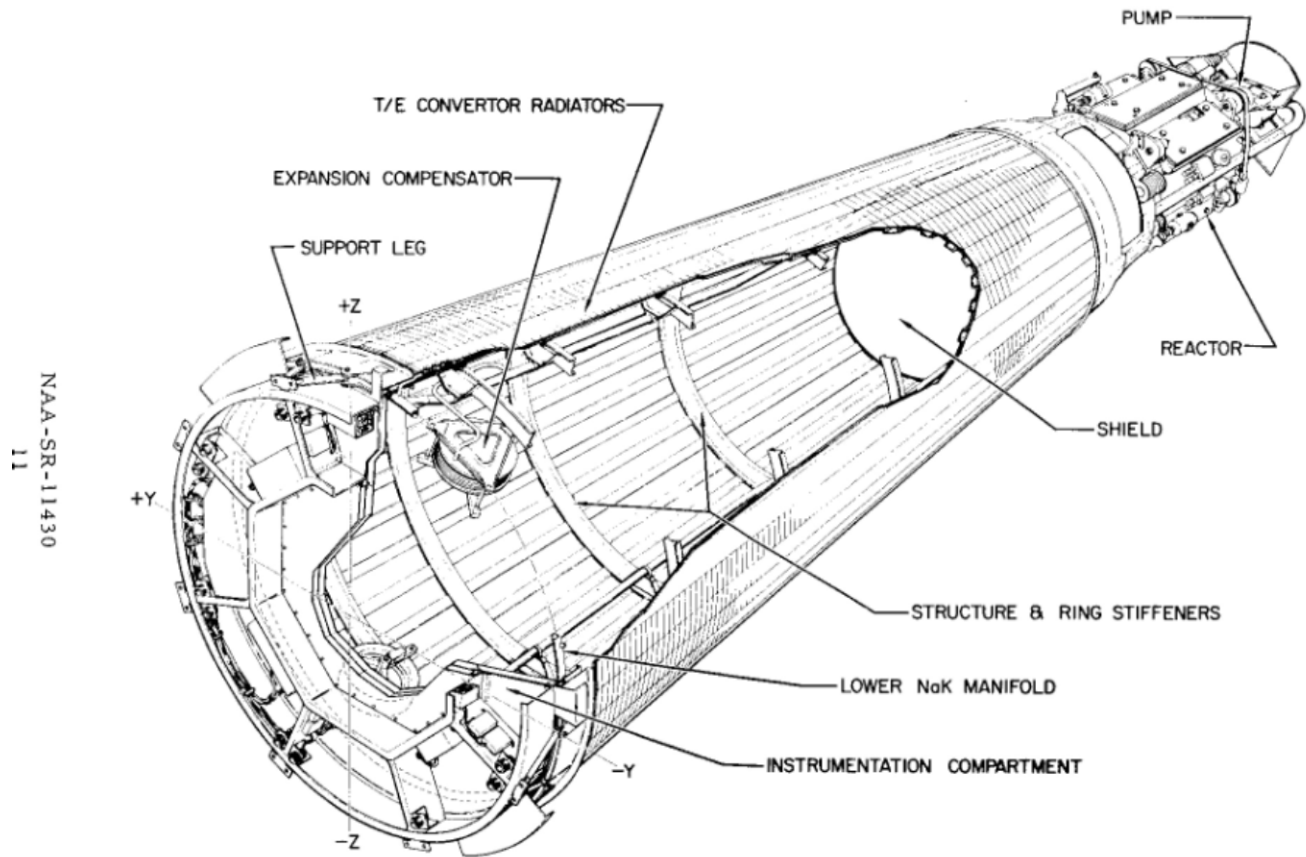 PUMP
T/E CONVERTOR RADIATORS
EXPANSION COMPENSATOR
SUPPORT LEG
+Z
REACTOR
SHIELD
+Y
STRUCTURE & RING STIFFENERS
LOWER NaK MANIFOLD
INSTRUMENTATION COMPARTMENT
-Y
-Z
NAA-SR-11430
11